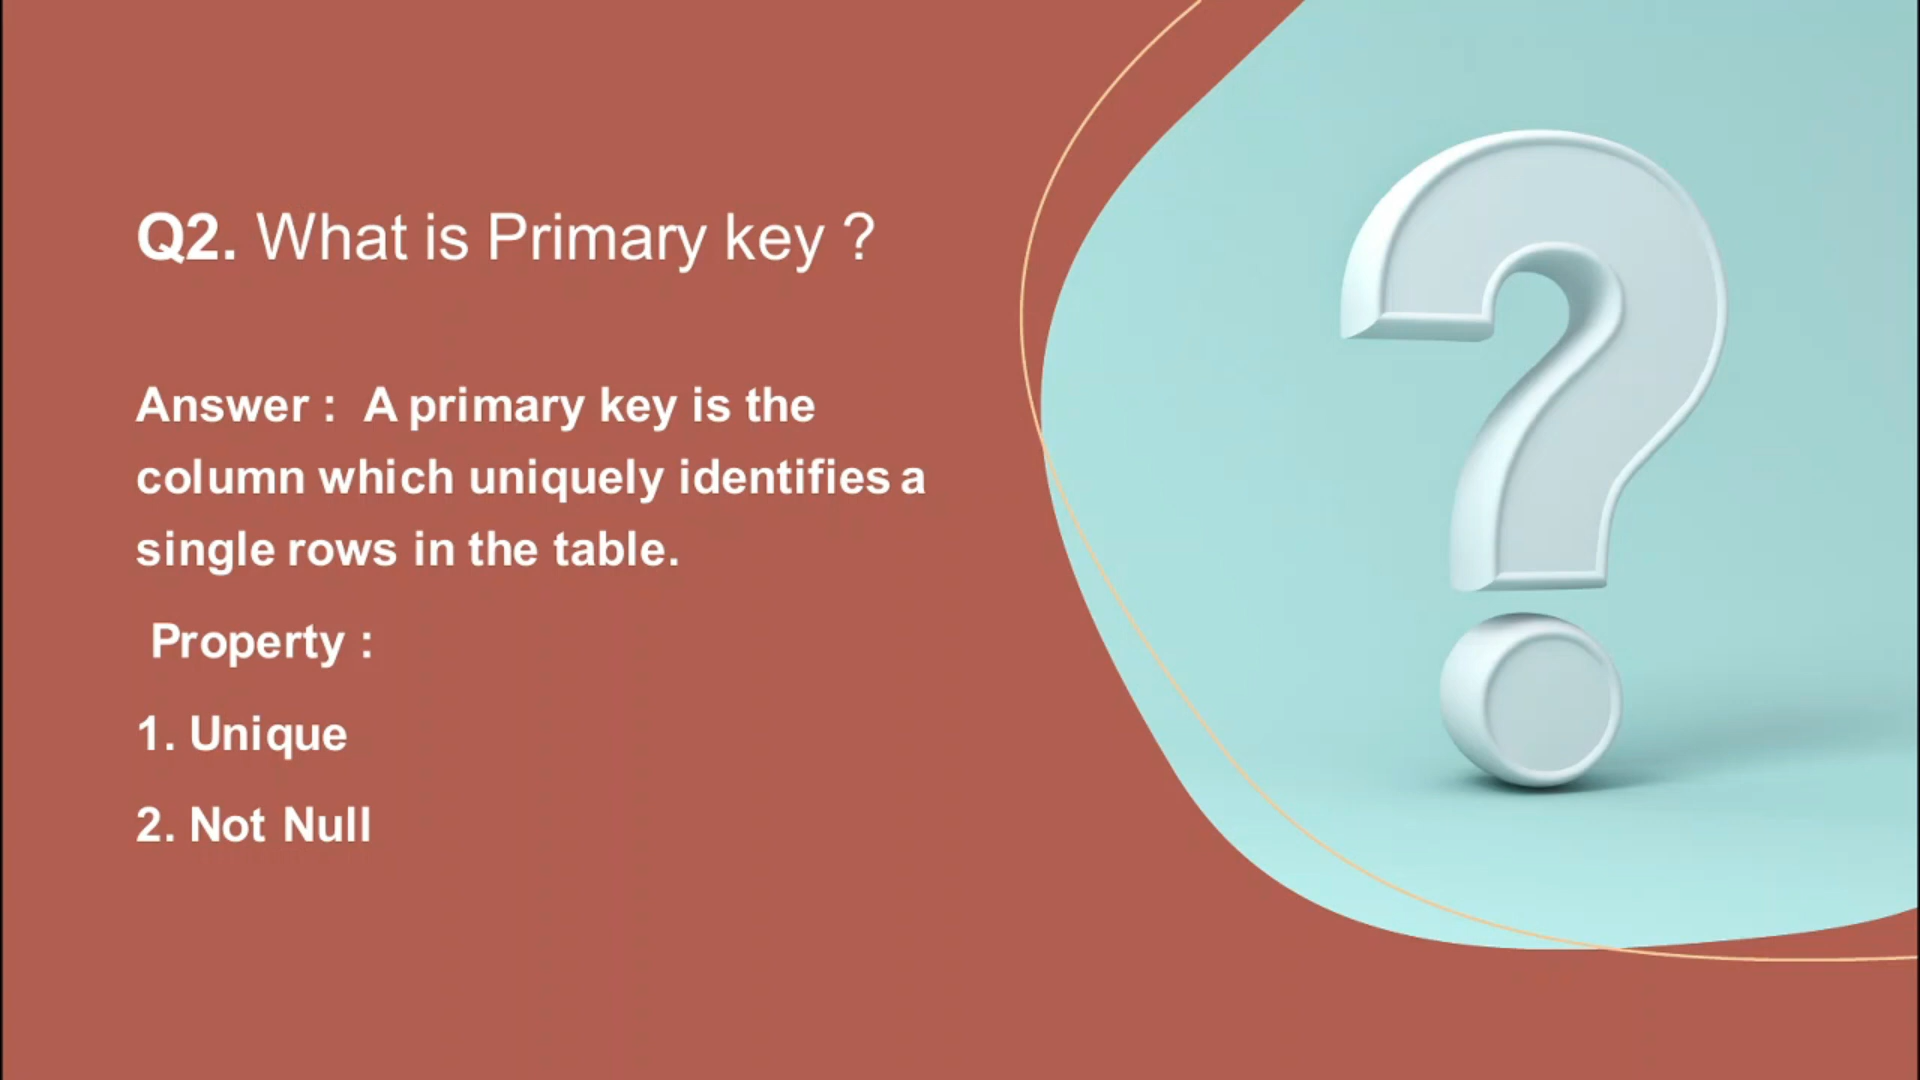 Q2. What is Primary key ?
Answer : A primary key is the
column which uniquely identifies a
single rows in the table.
Property :
1. Unique
2. Not Null